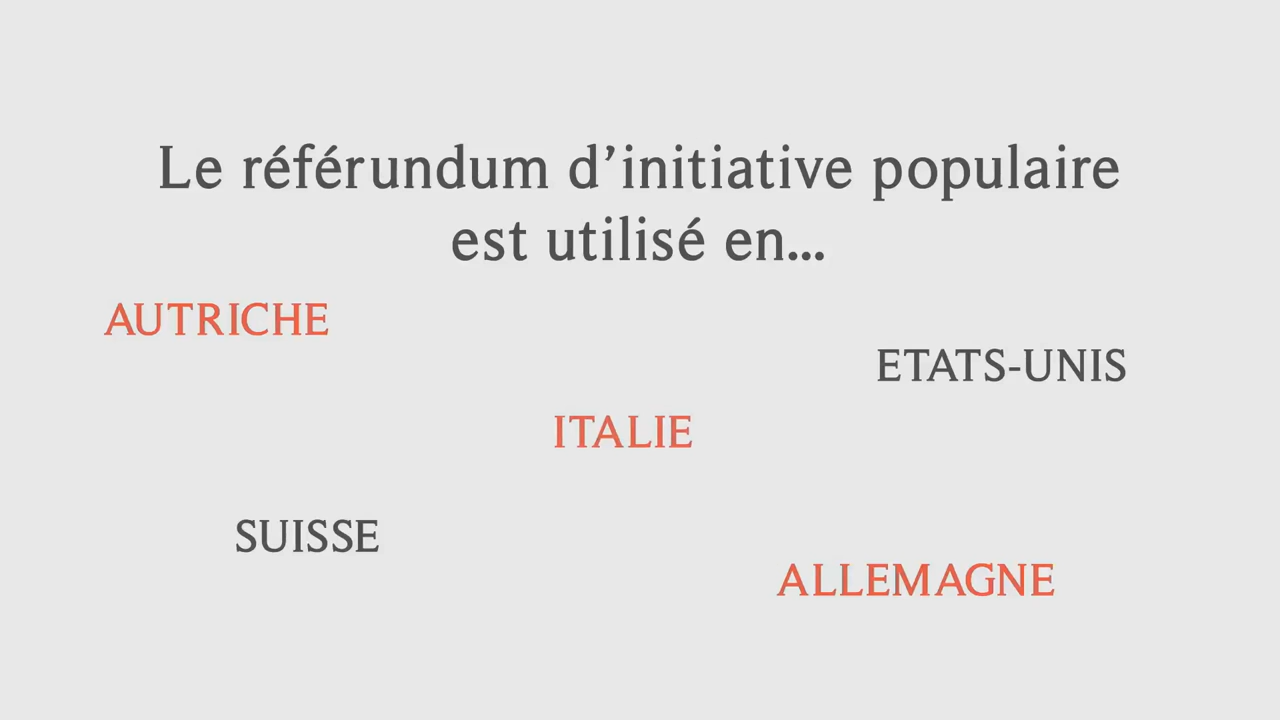 Le référundum d’initiative populaire
est utilisé en...
AUTRICHE
ETATS-UNIS
ITALIE
SUISSE
ALLEMAGNE